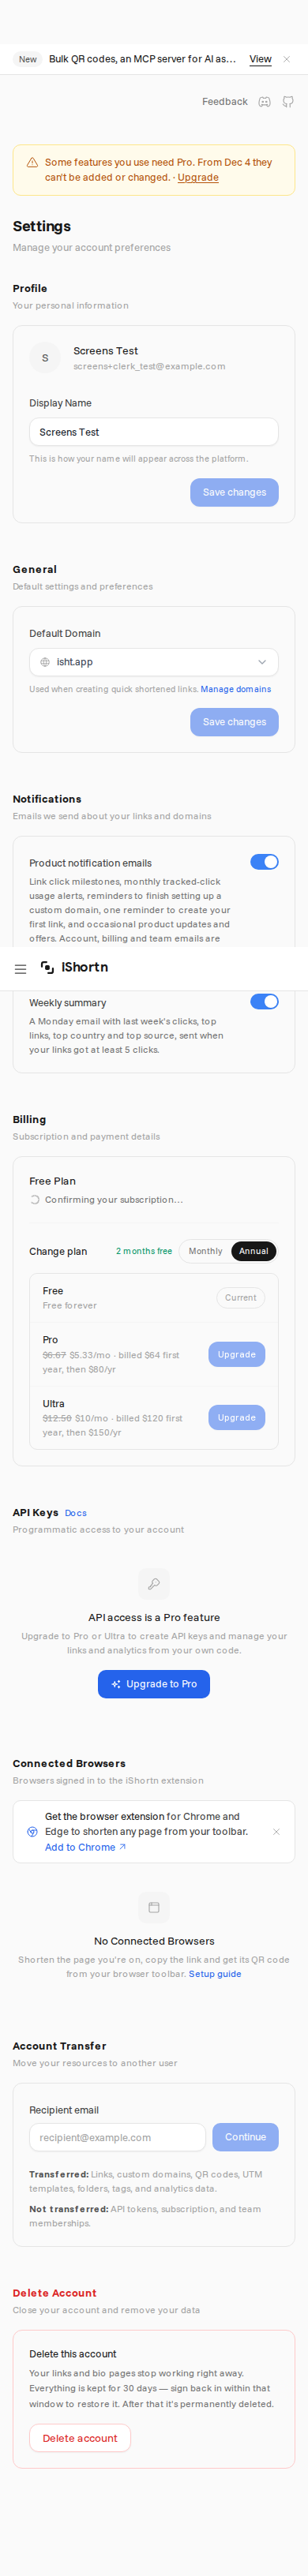 New Bulk QR codes, an MCP server for AI as... View
Feedback
Some features you use need Pro. From Dec 4 they
can't be added or changed. · Upgrade
Settings
Manage your account preferences
Profile
Your personal information
S
Screens Test
screens+clerk_test@example.com
Display Name
Screens Test
This is how your name will appear across the platform.
Save changes
General
Default settings and preferences
Default Domain
isht.app
Used when creating quick shortened links. Manage domains
Save changes
Notifications
Emails we send about your links and domains
Product notification emails
Link click milestones, monthly tracked-click
usage alerts, reminders to finish setting up a
custom domain, one reminder to create your
first link, and occasional product updates and
offers. Account, billing and team emails are
IShortn
Weekly summary
A Monday email with last week's clicks, top
links, top country and top source, sent when
your links got at least 5 clicks.
Billing
Subscription and payment details
Free Plan
Confirming your subscription...
Change plan 2 months free Monthly Annual
Free
Free forever
Current
Pro
$6.67 $5.33/mo · billed $64 first
year, then $80/yr
Upgrade
Ultra
$12.50 $10/mo · billed $120 first
year, then $150/yr
Upgrade
API Keys Docs
Programmatic access to your account
API access is a Pro feature
Upgrade to Pro or Ultra to create API keys and manage your
links and analytics from your own code.
Upgrade to Pro
Connected Browsers
Browsers signed in to the iShortn extension
Get the browser extension for Chrome and
Edge to shorten any page from your toolbar.
Add to Chrome
No Connected Browsers
Shorten the page you're on, copy the link and get its QR code
from your browser toolbar. Setup guide
Account Transfer
Move your resources to another user
Recipient email
recipient@example.com
Continue
Transferred: Links, custom domains, QR codes, UTM
templates, folders, tags, and analytics data.
Not transferred: API tokens, subscription, and team
memberships.
Delete Account
Close your account and remove your data
Delete this account
Your links and bio pages stop working right away.
Everything is kept for 30 days — sign back in within that
window to restore it. After that it's permanently deleted.
Delete account